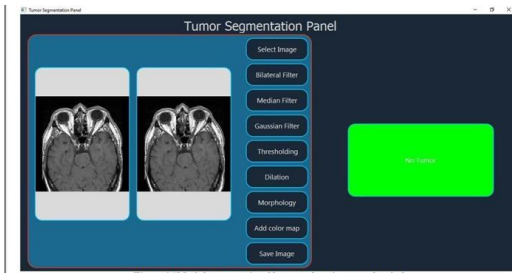 Tumor Segmentation Panel
Tumor Segmentation Panel
Select Image
Bilateral Filter
Median Filter
Gaussian Filter
Thresholding
Dilation
Morphology
Add color map
Save Image
No Tumor